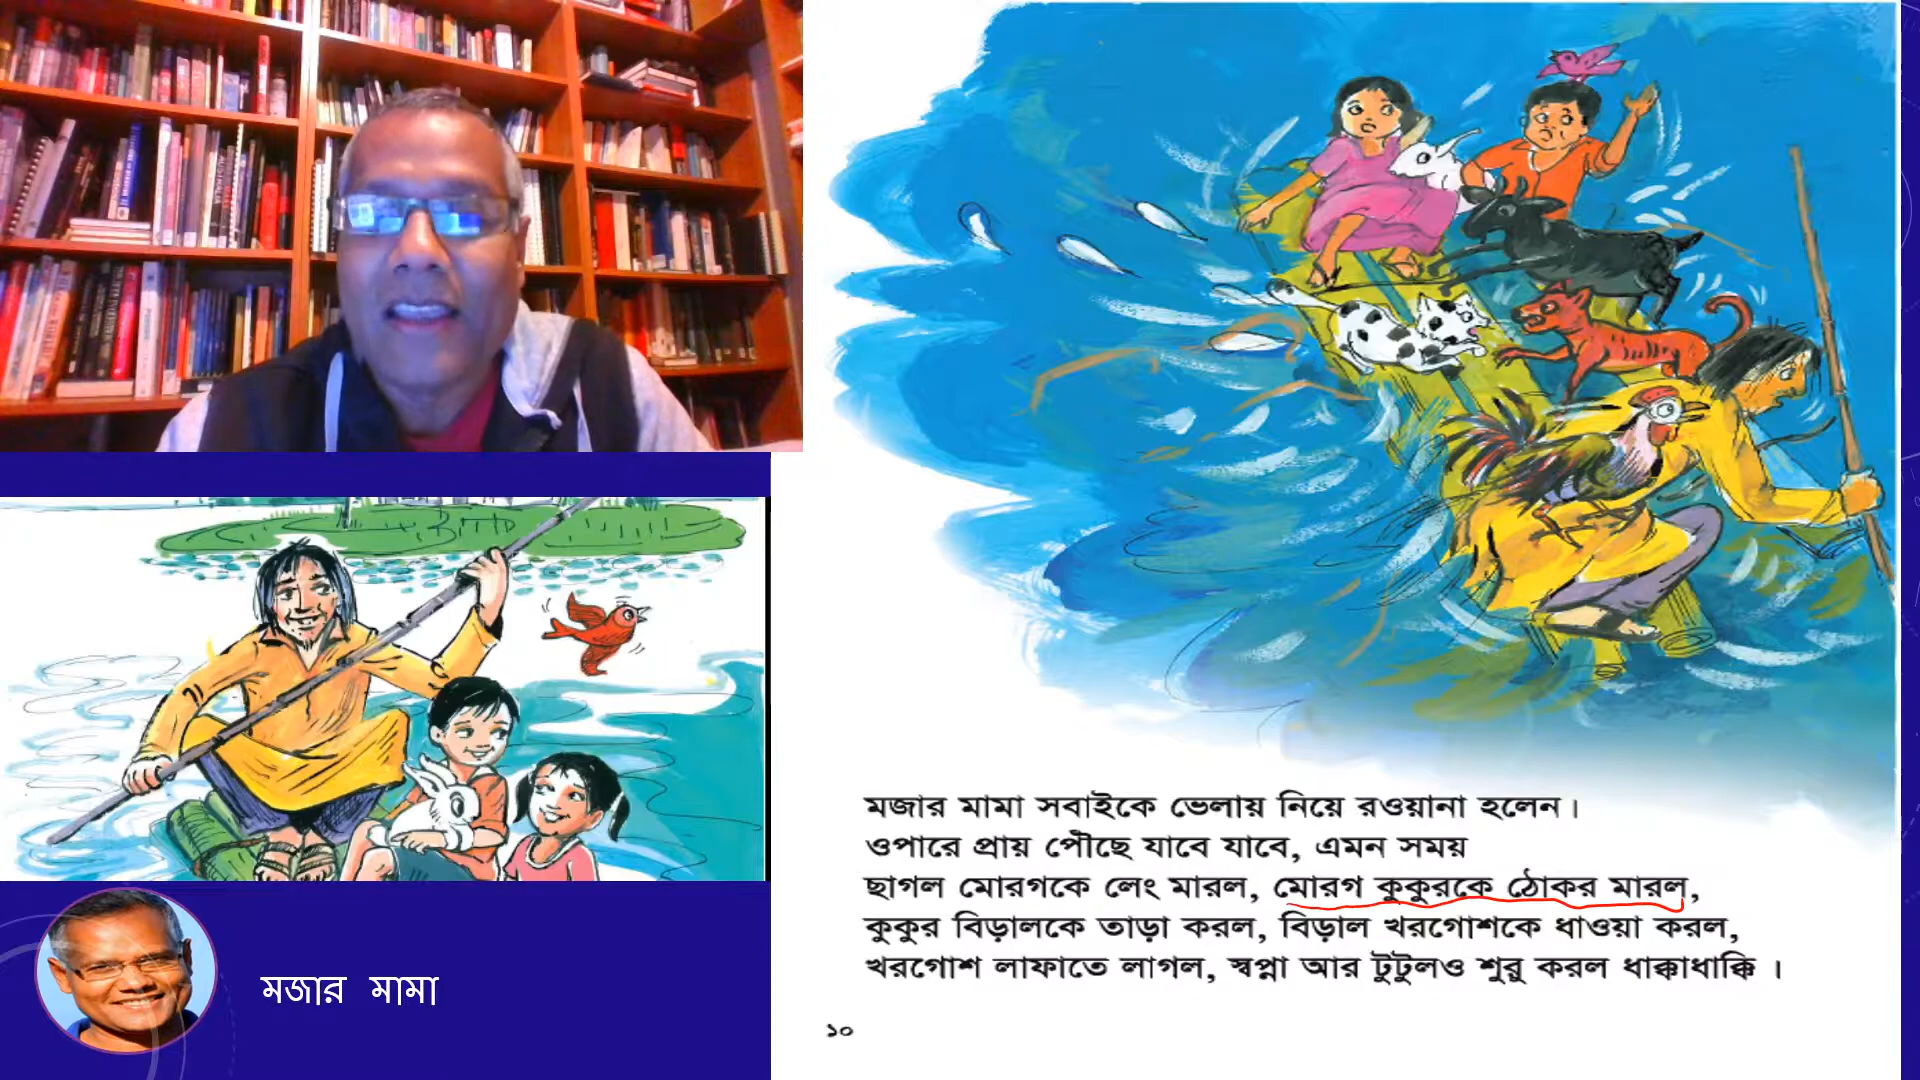 মজার মামা সবাইকে ভেলায় নিয়ে রওয়ানা হলেন।
ওপারে প্রায় পৌঁছে যাবে যাবে, এমন সময়
ছাগল মোরগকে লেং মারল, মোরগ কুকুরকে ঠোকর মারল,
কুকুর বিড়ালকে তাড়া করল, বিড়াল খরগোশকে ধাওয়া করল,
খরগোশ লাফাতে লাগল, স্বপ্না আর টুটুলও শুরু করল ধাক্কাধাক্কি ।
১০
মজার মামা